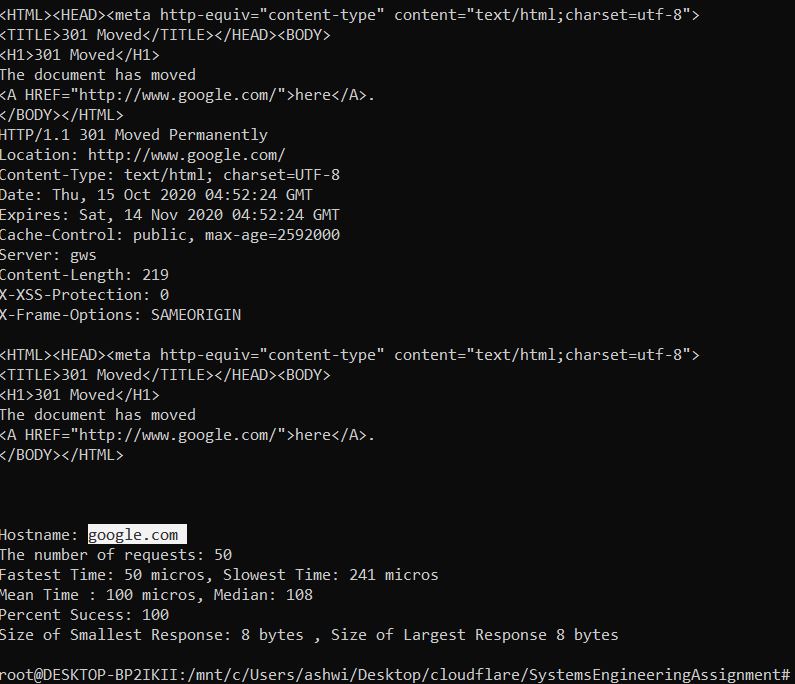 <HTML><HEAD><meta http-equiv="content-type" content="text/html;charset=utf-8">
<TITLE>301 Moved</TITLE></HEAD><BODY>
<H1>301 Moved</H1>
The document has moved
<A HREF="http://www.google.com/">here</A>.
</BODY></HTML>
HTTP/1.1 301 Moved Permanently
Location: http://www.google.com/
Content-Type: text/html; charset=UTF-8
Date: Thu, 15 Oct 2020 04:52:24 GMT
Expires: Sat, 14 Nov 2020 04:52:24 GMT
Cache-Control: public, max-age=2592000
Server: gws
Content-Length: 219
X-XSS-Protection: 0
X-Frame-Options: SAMEORIGIN
<HTML><HEAD><meta http-equiv="content-type" content="text/html;charset=utf-8">
<TITLE>301 Moved</TITLE></HEAD><BODY>
<H1>301 Moved</H1>
The document has moved
<A HREF="http://www.google.com/">here</A>.
</BODY></HTML>
Hostname: google.com
The number of requests: 50
Fastest Time: 50 micros, Slowest Time: 241 micros
Mean Time : 100 micros, Median: 108
Percent Sucess: 100
Size of Smallest Response: 8 bytes , Size of Largest Response 8 bytes
root@DESKTOP-BP2IKII:/mnt/c/Users/ashwi/Desktop/cloudflare/SystemsEngineeringAssignment#